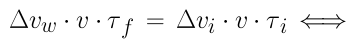 Δv_w · v · τ_f = Δv_i · v · τ_i ⟺